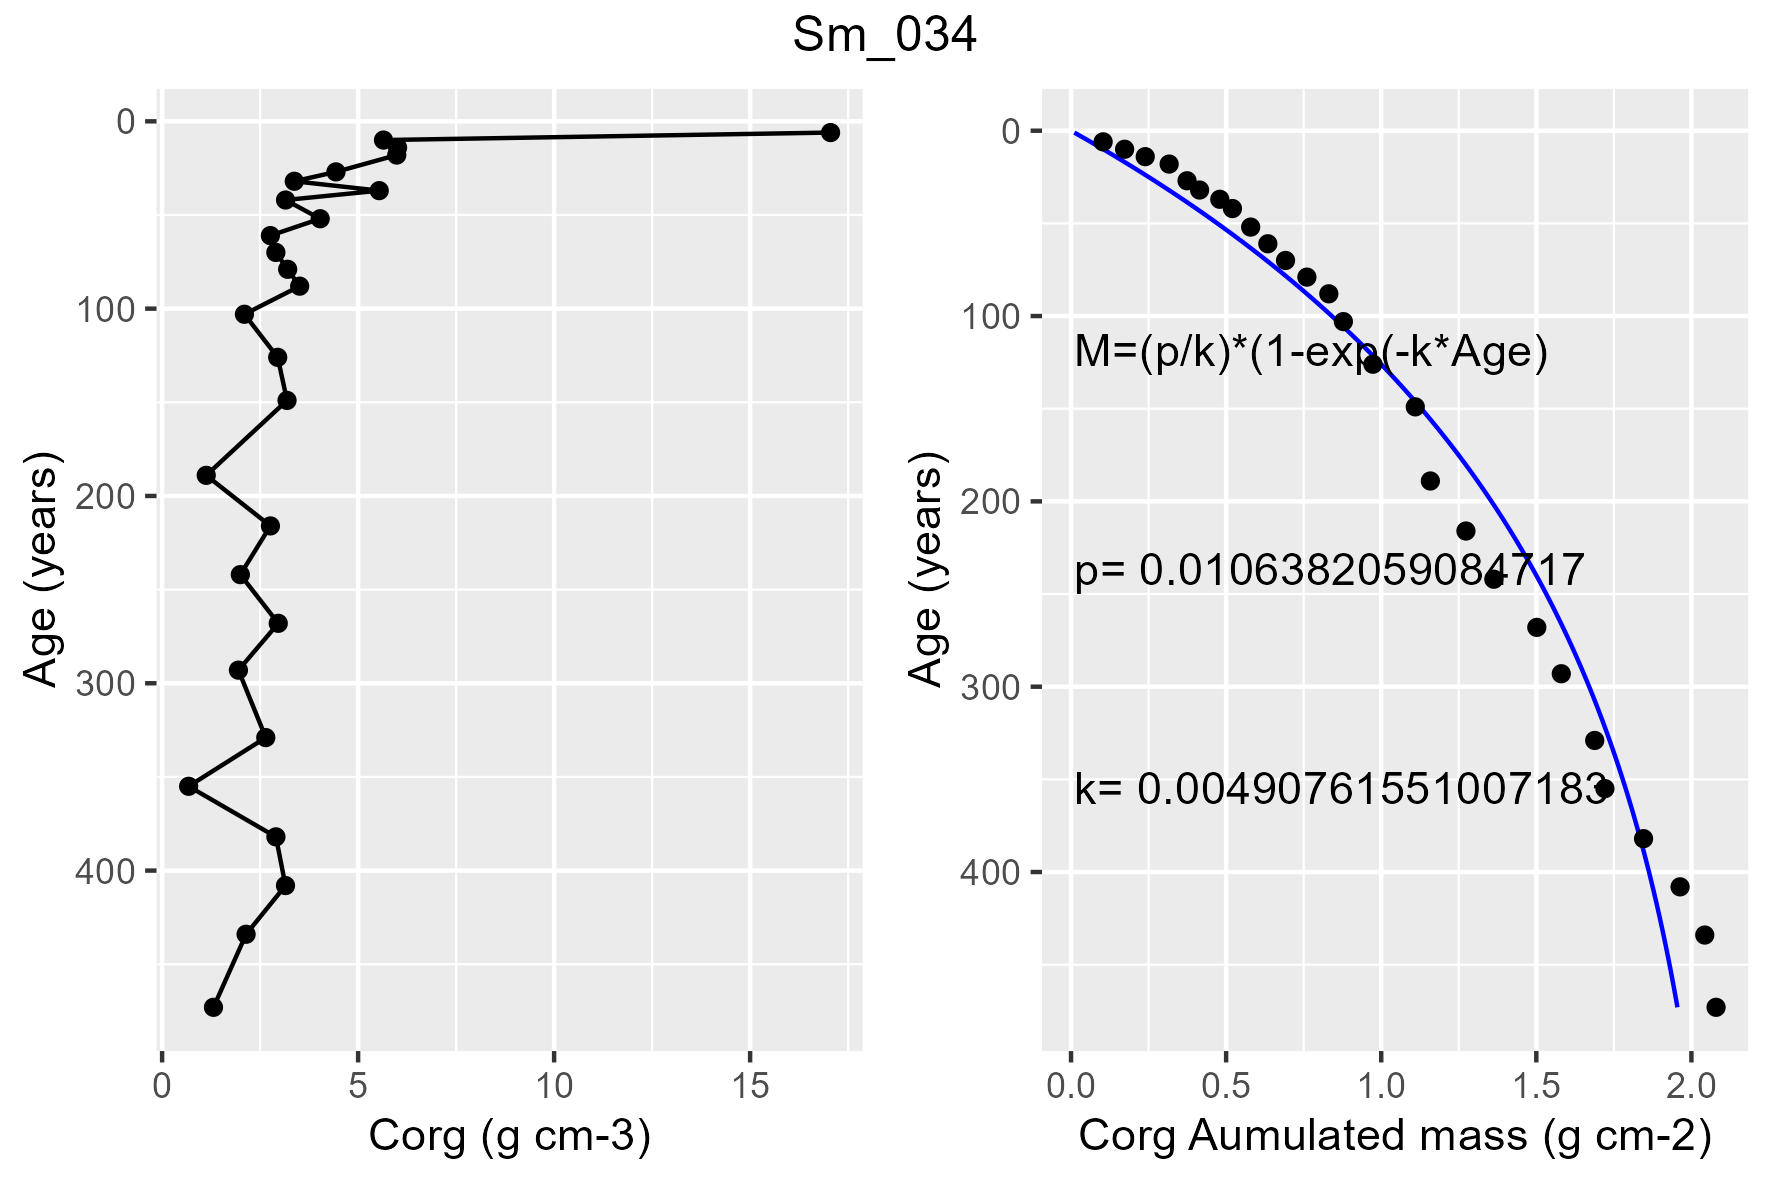 Sm_034
0
100
200
300
400
Age (years)
0 5 10 15
Corg (g cm-3)
0
100
200
300
400
Age (years)
M=(p/k)*(1-exp(-k*Age)
p= 0.0106382059084717
k= 0.00490761551007183
0.0 0.5 1.0 1.5 2.0
Corg Aumulated mass (g cm-2)